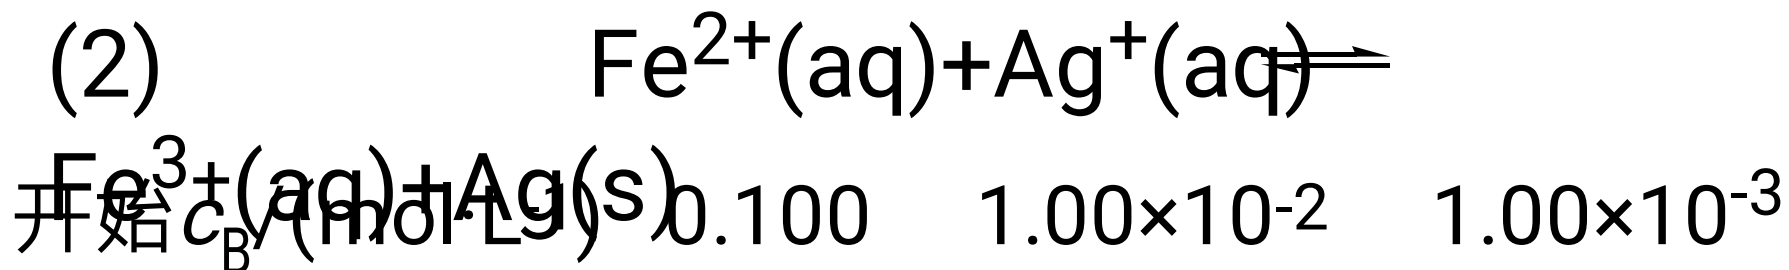 (2) Fe²⁺(aq)+Ag⁺(aq)⇌
Fe³⁺(aq)+Ag(s)
开始c_B/(mol·L⁻¹) 0.100 1.00×10⁻² 1.00×10⁻³